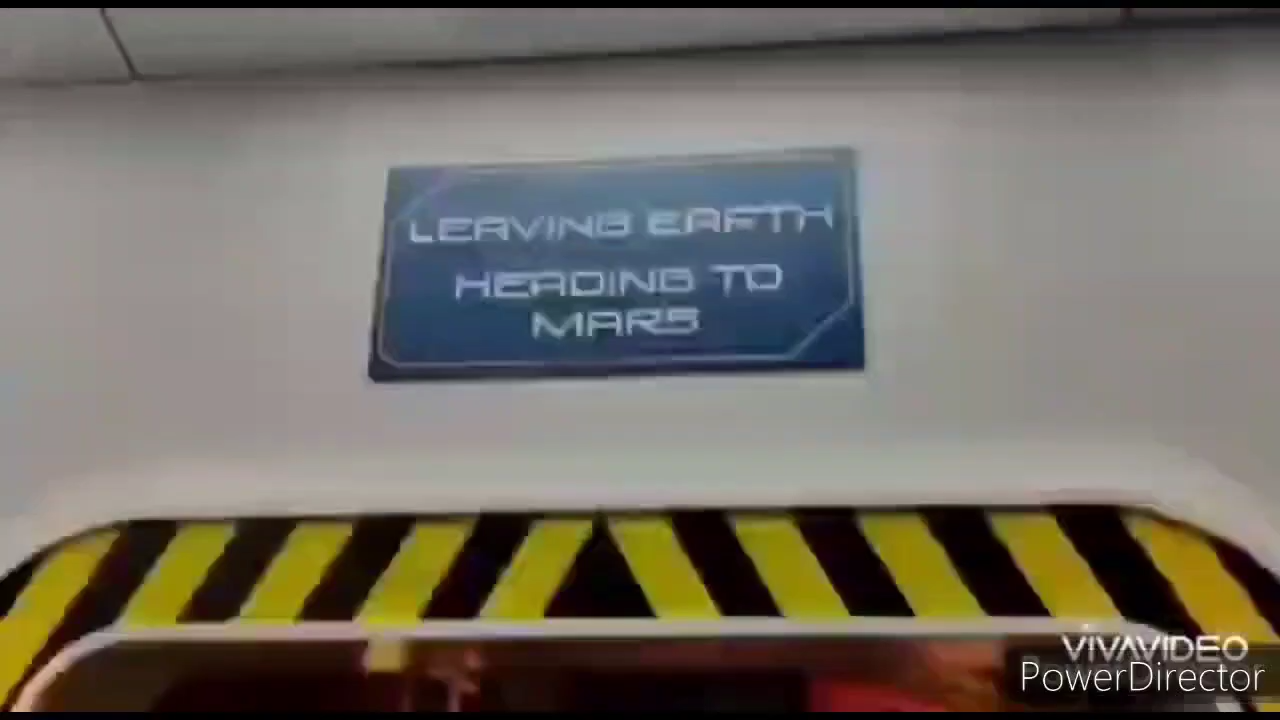 LEAVING EARTH
HEADING TO
MARS
VIVAVIDEO
PowerDirector